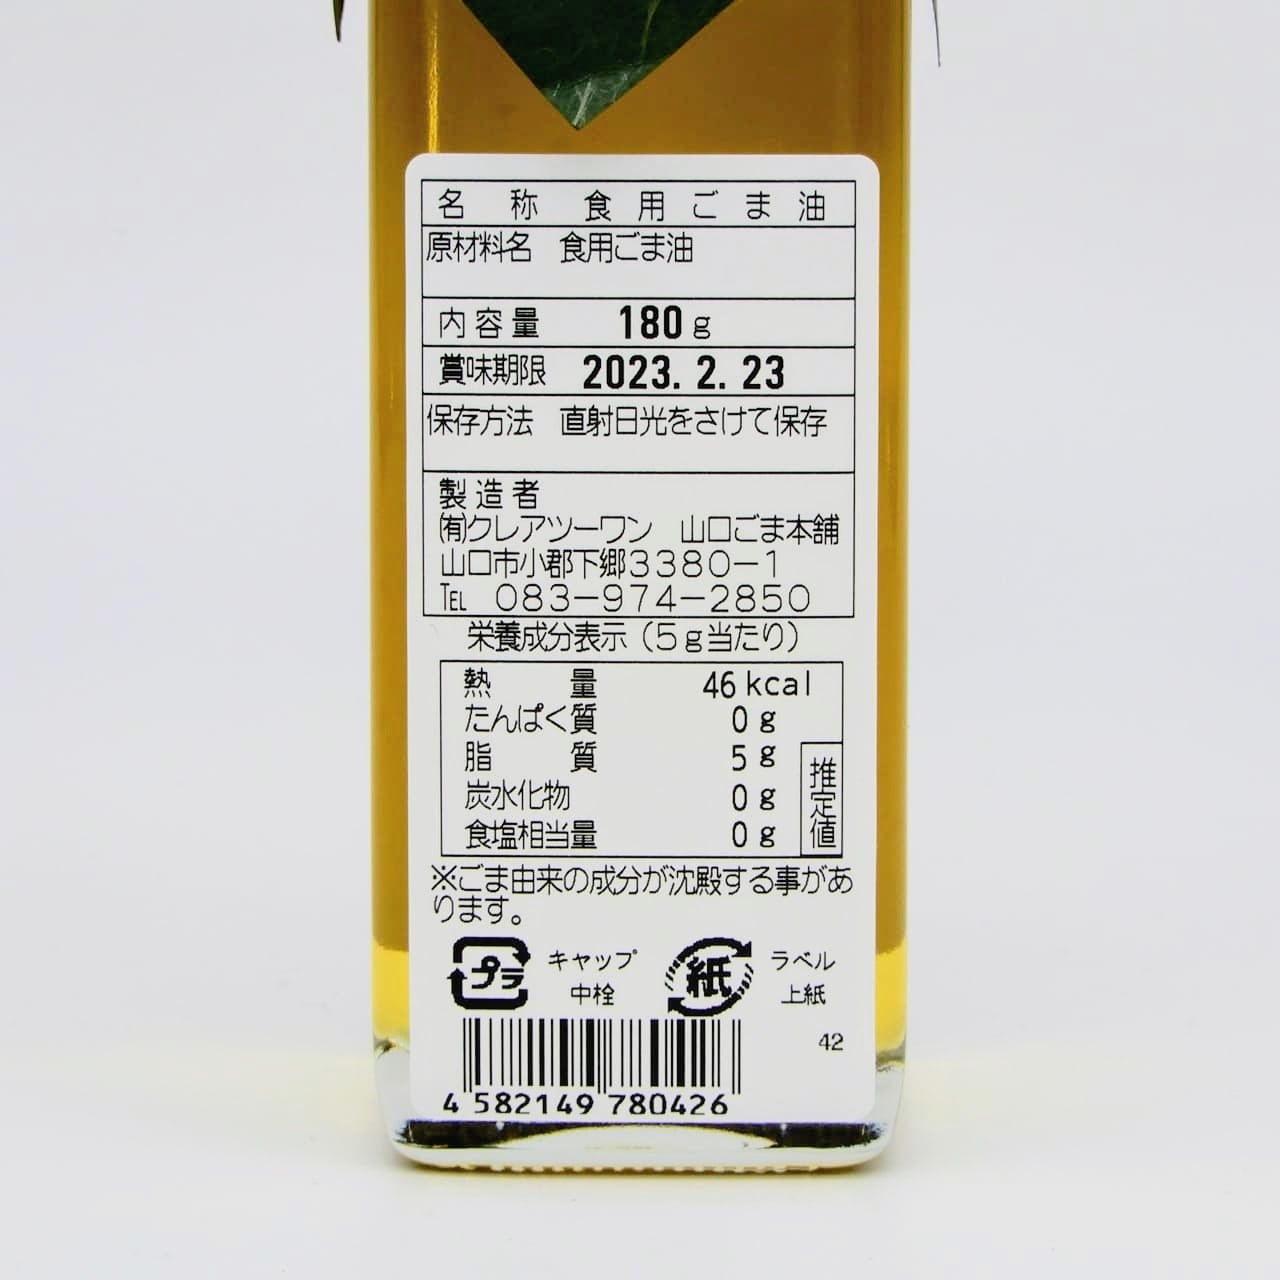 名称 食用ごま油
原材料名 食用ごま油
内容量 180g
賞味期限 2023. 2. 23
保存方法 直射日光をさけて保存
製造者
㈲クレアツーワン 山口ごま本舗
山口市小郡下郷3380-1
TEL 083-974-2850
栄養成分表示(5g当たり)
熱量 46kcal
たんぱく質 0g
脂質 5g
炭水化物 0g
食塩相当量 0g
推定値
※ごま由来の成分が沈殿する事があ
ります。
プラ キャップ 紙 ラベル
中栓 上紙
42
4 582149 780426